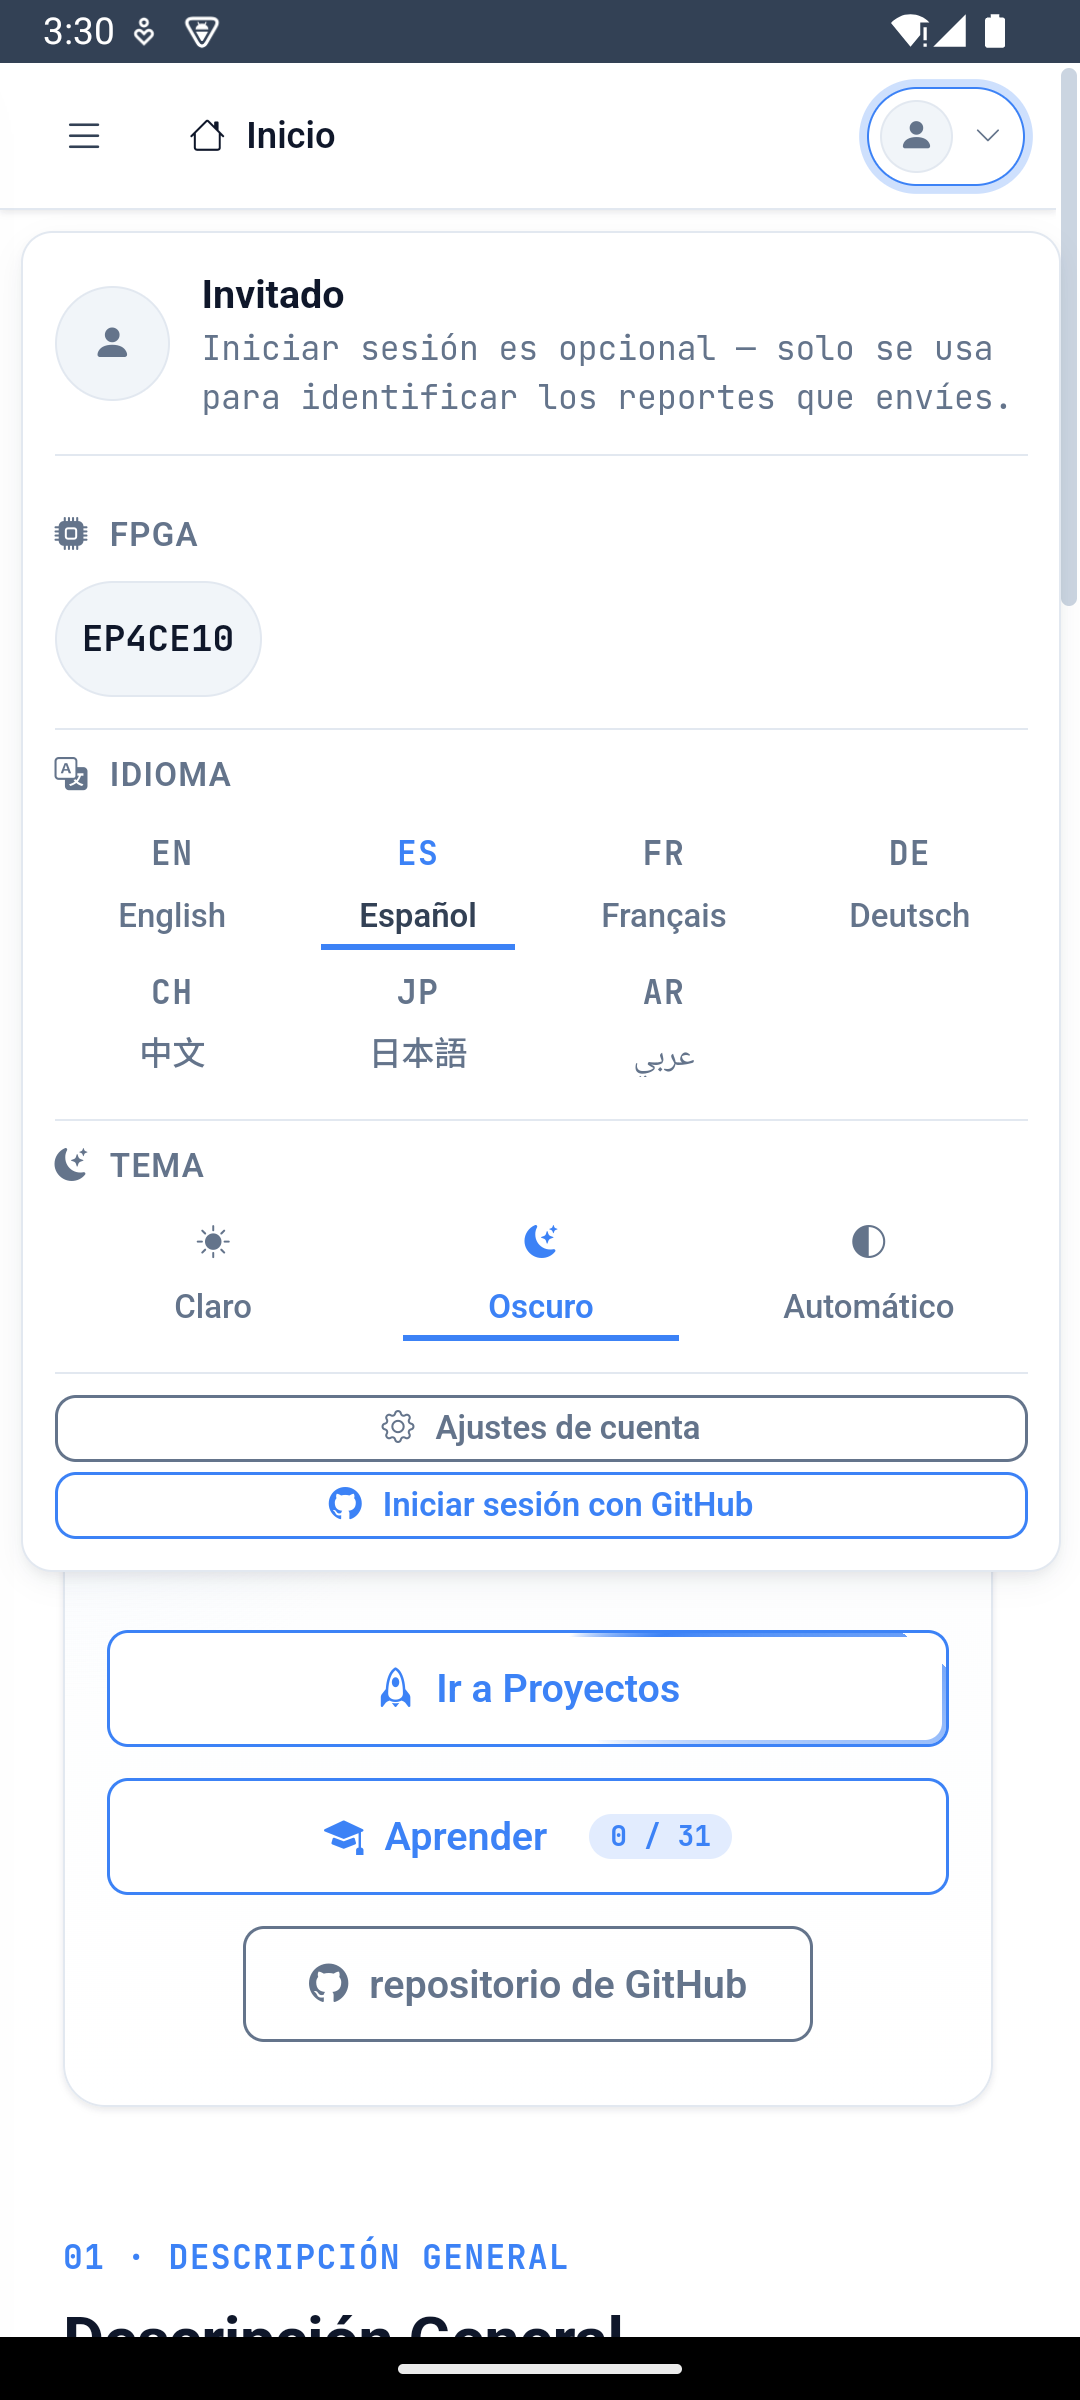 3:30
Inicio
Invitado
Iniciar sesión es opcional — solo se usa
para identificar los reportes que envíes.
FPGA
EP4CE10
IDIOMA
EN ES FR DE
English Español Français Deutsch
CH JP AR
中文 日本語 عربي
TEMA
Claro Oscuro Automático
Ajustes de cuenta
Iniciar sesión con GitHub
Ir a Proyectos
Aprender 0 / 31
repositorio de GitHub
01 · DESCRIPCIÓN GENERAL
Descripción General